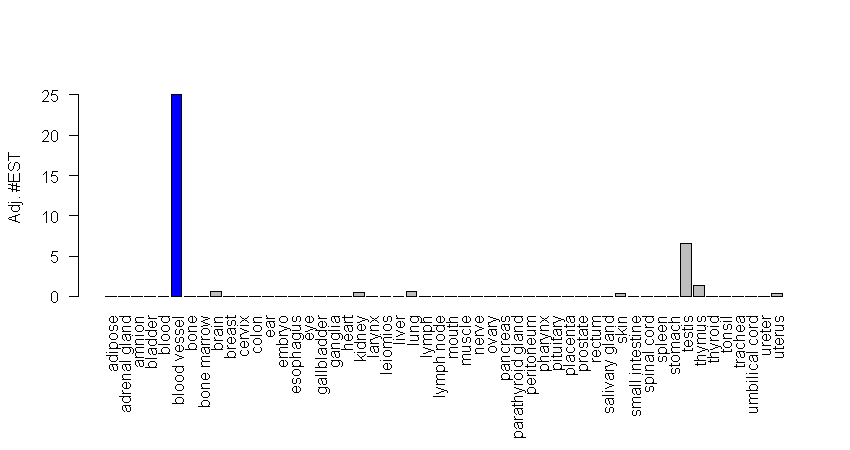 Adj. #EST
25
20
15
10
5
0
adipose
adrenal gland
amnion
bladder
blood
blood vessel
bone
bone marrow
brain
breast
cervix
colon
ear
embryo
esophagus
eye
gallbladder
ganglia
heart
kidney
larynx
leiomios
liver
lung
lymph
lymph node
mouth
muscle
nerve
ovary
pancreas
parathyroid gland
peritoneum
pharynx
pituitary
placenta
prostate
rectum
salivary gland
skin
small intestine
spinal cord
spleen
stomach
testis
thymus
thyroid
tonsil
trachea
umbilical cord
ureter
uterus